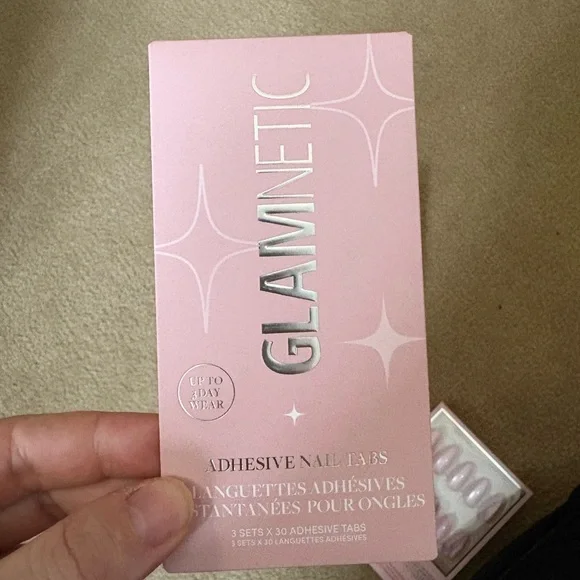 GLAMNETIC
UP TO
3 DAY
WEAR
ADHESIVE NAIL TABS
LANGUETTES ADHÉSIVES
STANTANÉES POUR ONGLES
3 SETS X 30 ADHESIVE TABS
3 SETS X 30 LANGUETTES ADHÉSIVES